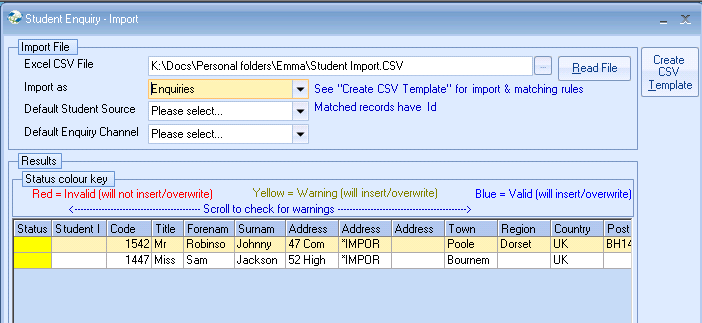 Student Enquiry - Import
Import File
Excel CSV File K:\Docs\Personal folders\Emma\Student Import.CSV ... Read File
Create CSV Template
Import as Enquiries See "Create CSV Template" for import & matching rules
Default Student Source Please select... Matched records have Id
Default Enquiry Channel Please select...
Results
Status colour key
Red = Invalid (will not insert/overwrite) Yellow = Warning (will insert/overwrite) Blue = Valid (will insert/overwrite)
<-------------------------------------- Scroll to check for warnings --------------------------------------->
Status Student I Code Title Forenam Surnam Address Address Address Town Region Country Post
1542 Mr Robinso Johnny 47 Com *IMPOR Poole Dorset UK BH14
1447 Miss Sam Jackson 52 High *IMPOR Bournem UK